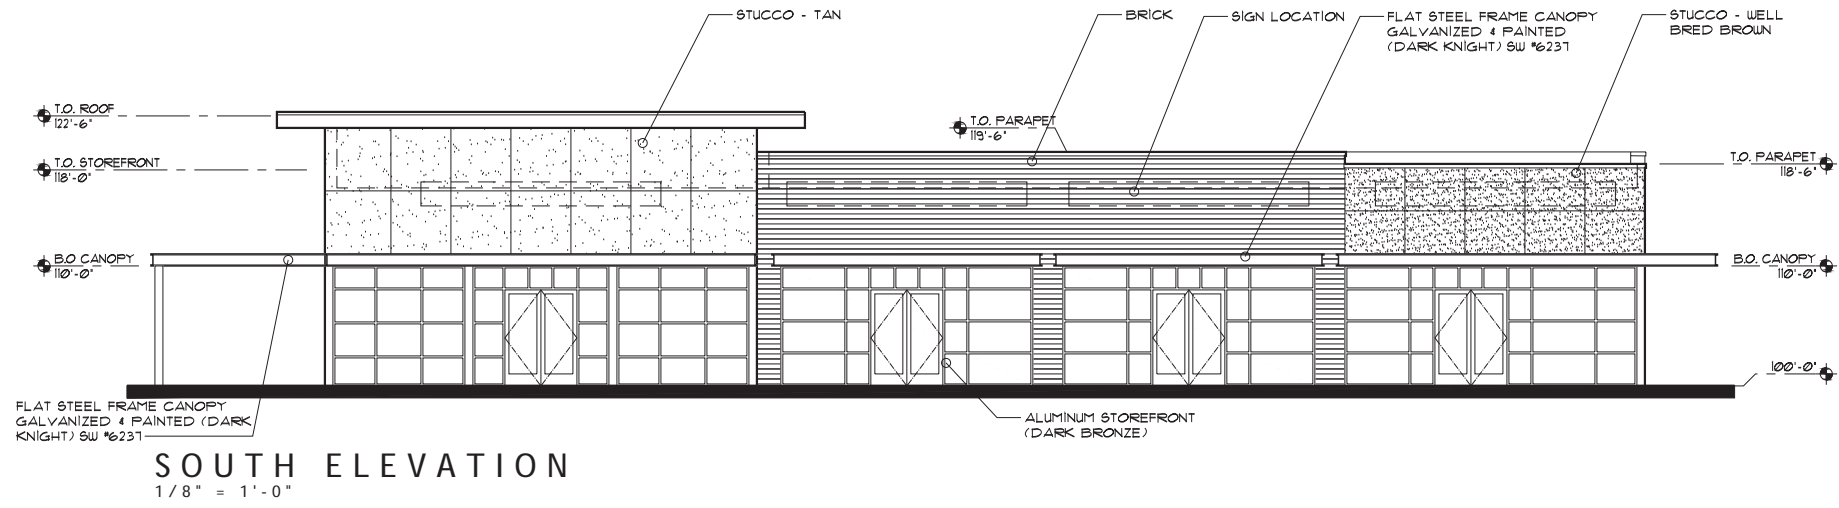 STUCCO - TAN
BRICK
SIGN LOCATION
FLAT STEEL FRAME CANOPY
GALVANIZED & PAINTED
(DARK KNIGHT) SW #6237
STUCCO - WELL
BRED BROWN
T.O. ROOF
122'-6"
T.O. PARAPET
119'-6"
T.O. STOREFRONT
118'-0"
T.O. PARAPET
118'-6"
B.O CANOPY
110'-0"
B.O. CANOPY
110'-0"
100'-0"
FLAT STEEL FRAME CANOPY
GALVANIZED & PAINTED (DARK
KNIGHT) SW #6237
ALUMINUM STOREFRONT
(DARK BRONZE)
SOUTH ELEVATION
1/8" = 1'-0"